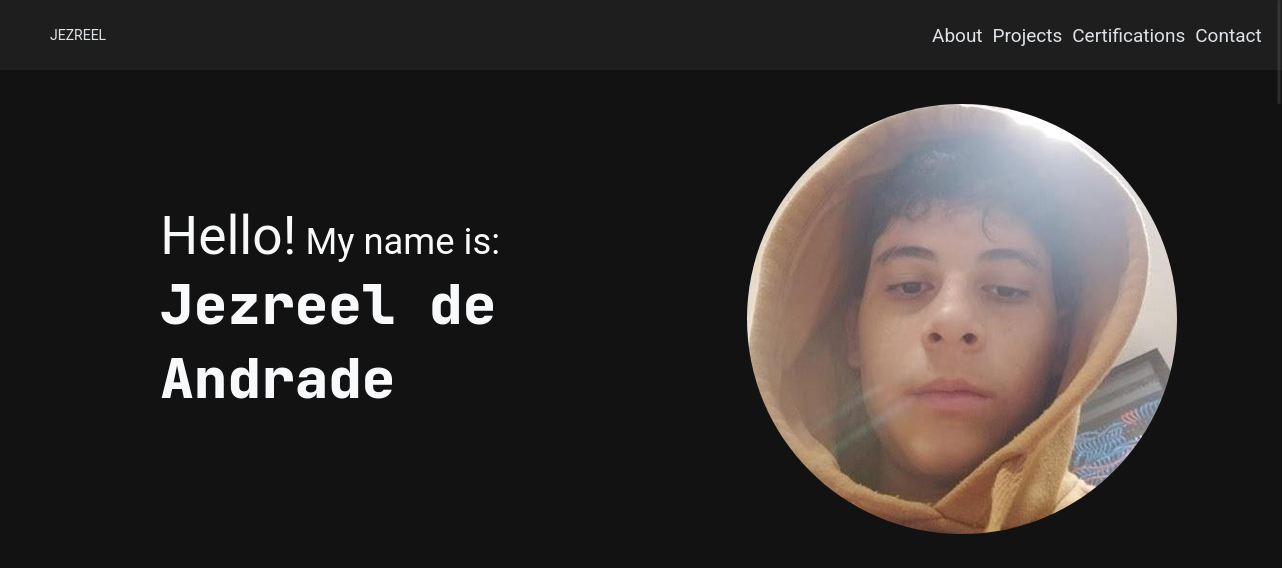 JEZREEL
About Projects Certifications Contact
Hello! My name is:
Jezreel de
Andrade